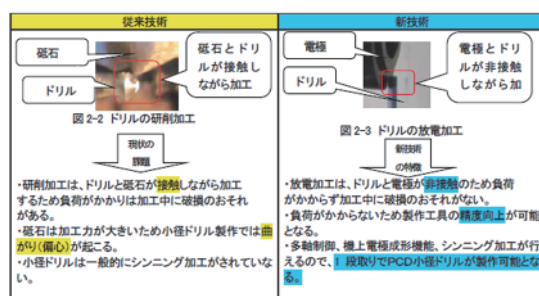 従来技術
砥石
ドリル
砥石とドリ
ルが接触し
ながら加工
図 2-2 ドリルの研削加工
現状の
課題
・研削加工は、ドリルと砥石が接触しながら加工
するため負荷がかかりは加工中に破損のおそれ
がある。
・砥石は加工力が大きいため小径ドリル製作では曲
がり(偏心)が起こる。
・小径ドリルは一般的にシンニング加工がされていな
い。
新技術
電極
ドリル
電極とドリ
ルが非接触
しながら加
図 2-3 ドリルの放電加工
新技術
の特徴
・放電加工は、ドリルと電極が非接触のため負荷
がかからず加工中に破損のおそれがない。
・負荷がかからないため製作工具の精度向上が可能
となる。
・多軸制御、機上電極成形機能、シンニング加工が行
えるので、1 段取りでPCD小径ドリルが製作可能とな
る。